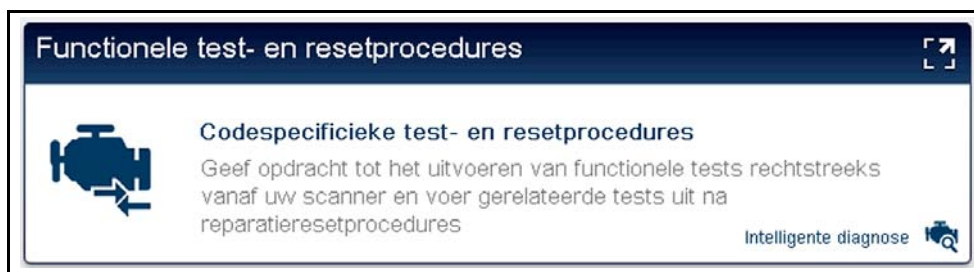 Functionele test- en resetprocedures
Codespecificieke test- en resetprocedures
Geef opdracht tot het uitvoeren van functionele tests rechtstreeks
vanaf uw scanner en voer gerelateerde tests uit na
reparatieresetprocedures
Intelligente diagnose